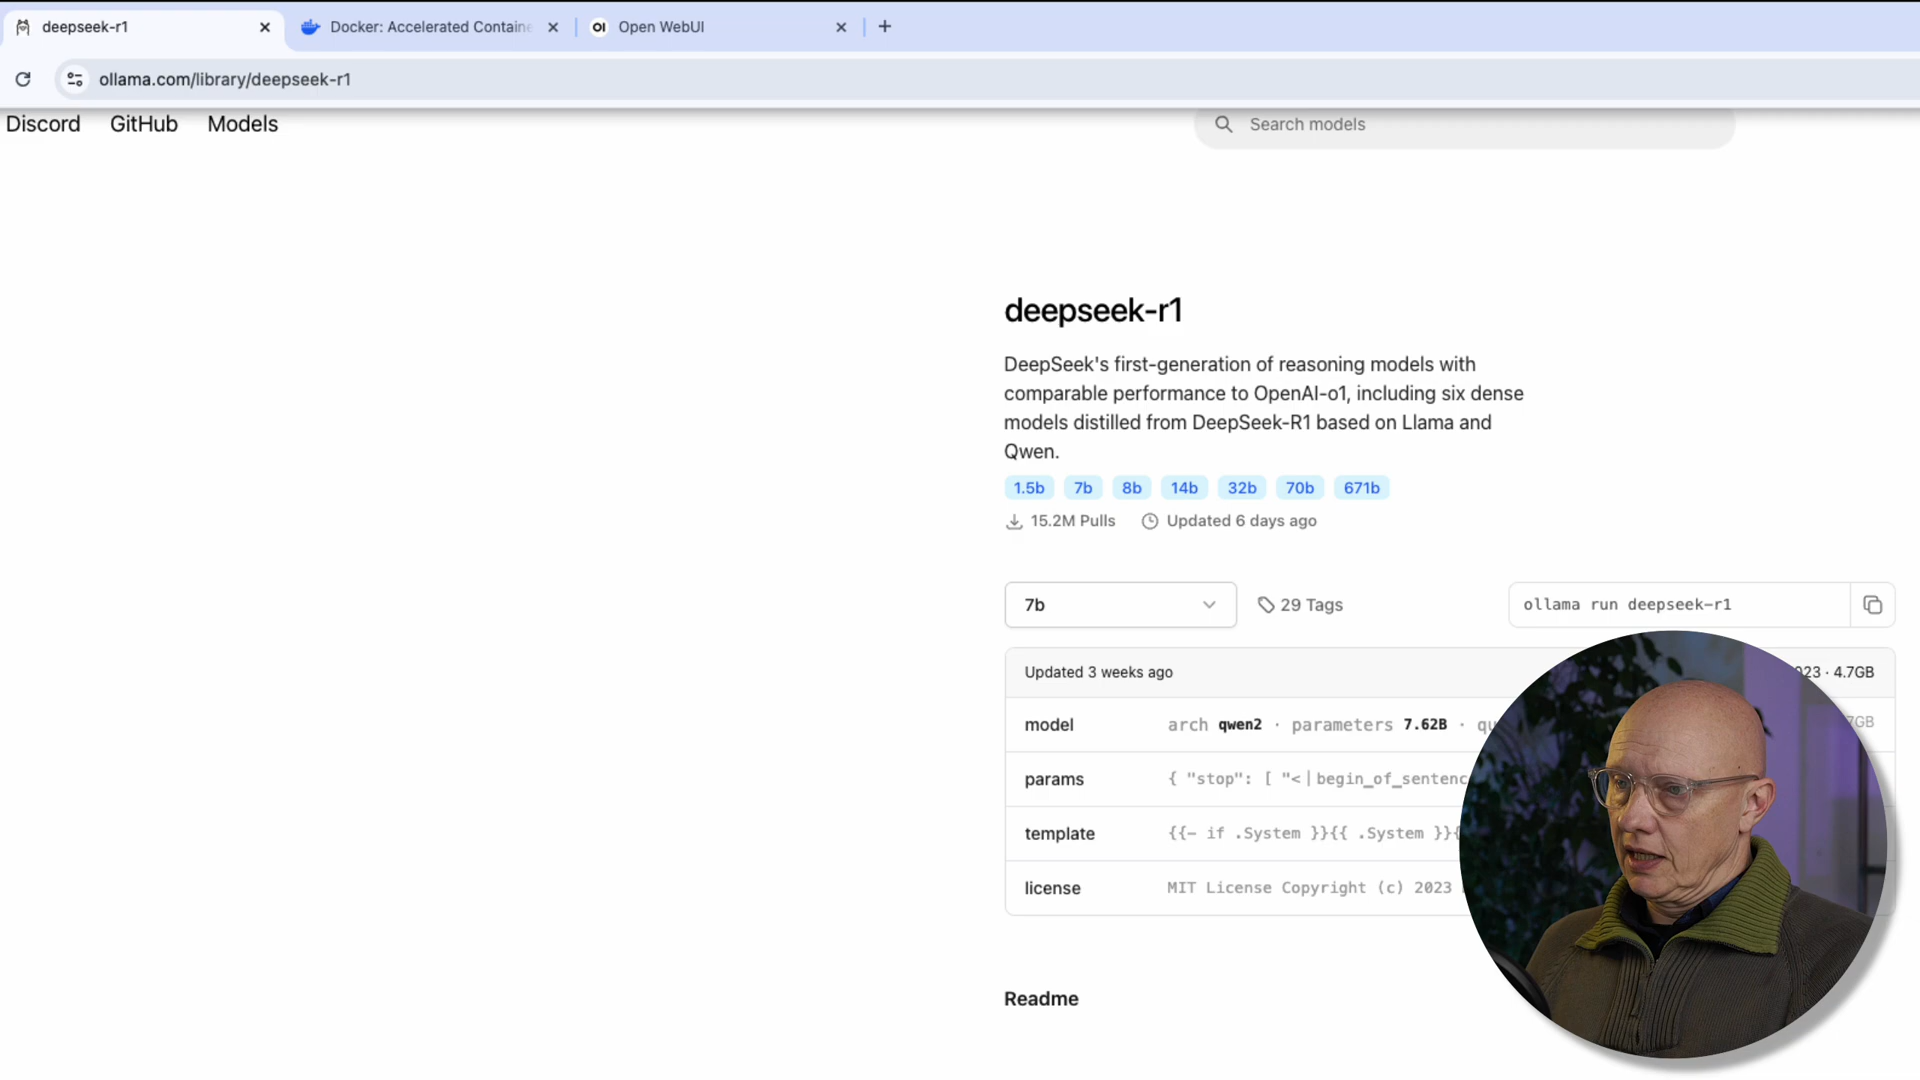 deepseek-r1
Docker: Accelerated Containe
OI Open WebUI
ollama.com/library/deepseek-r1
Discord GitHub Models
Search models
deepseek-r1
DeepSeek's first-generation of reasoning models with
comparable performance to OpenAI-o1, including six dense
models distilled from DeepSeek-R1 based on Llama and
Qwen.
1.5b 7b 8b 14b 32b 70b 671b
15.2M Pulls Updated 6 days ago
7b 29 Tags ollama run deepseek-r1
Updated 3 weeks ago 023 · 4.7GB
model arch qwen2 · parameters 7.62B · qu 7GB
params { "stop": [ "<|begin_of_sentenc
template {{- if .System }}{{ .System }}{
license MIT License Copyright (c) 2023
Readme